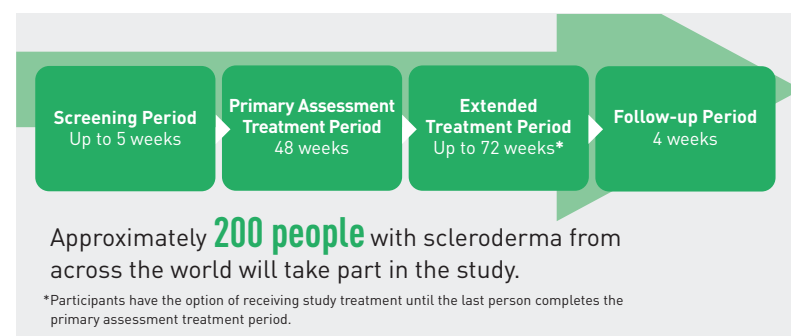 Screening Period
Up to 5 weeks
Primary Assessment
Treatment Period
48 weeks
Extended
Treatment Period
Up to 72 weeks*
Follow-up Period
4 weeks
Approximately 200 people with scleroderma from
across the world will take part in the study.
*Participants have the option of receiving study treatment until the last person completes the
primary assessment treatment period.